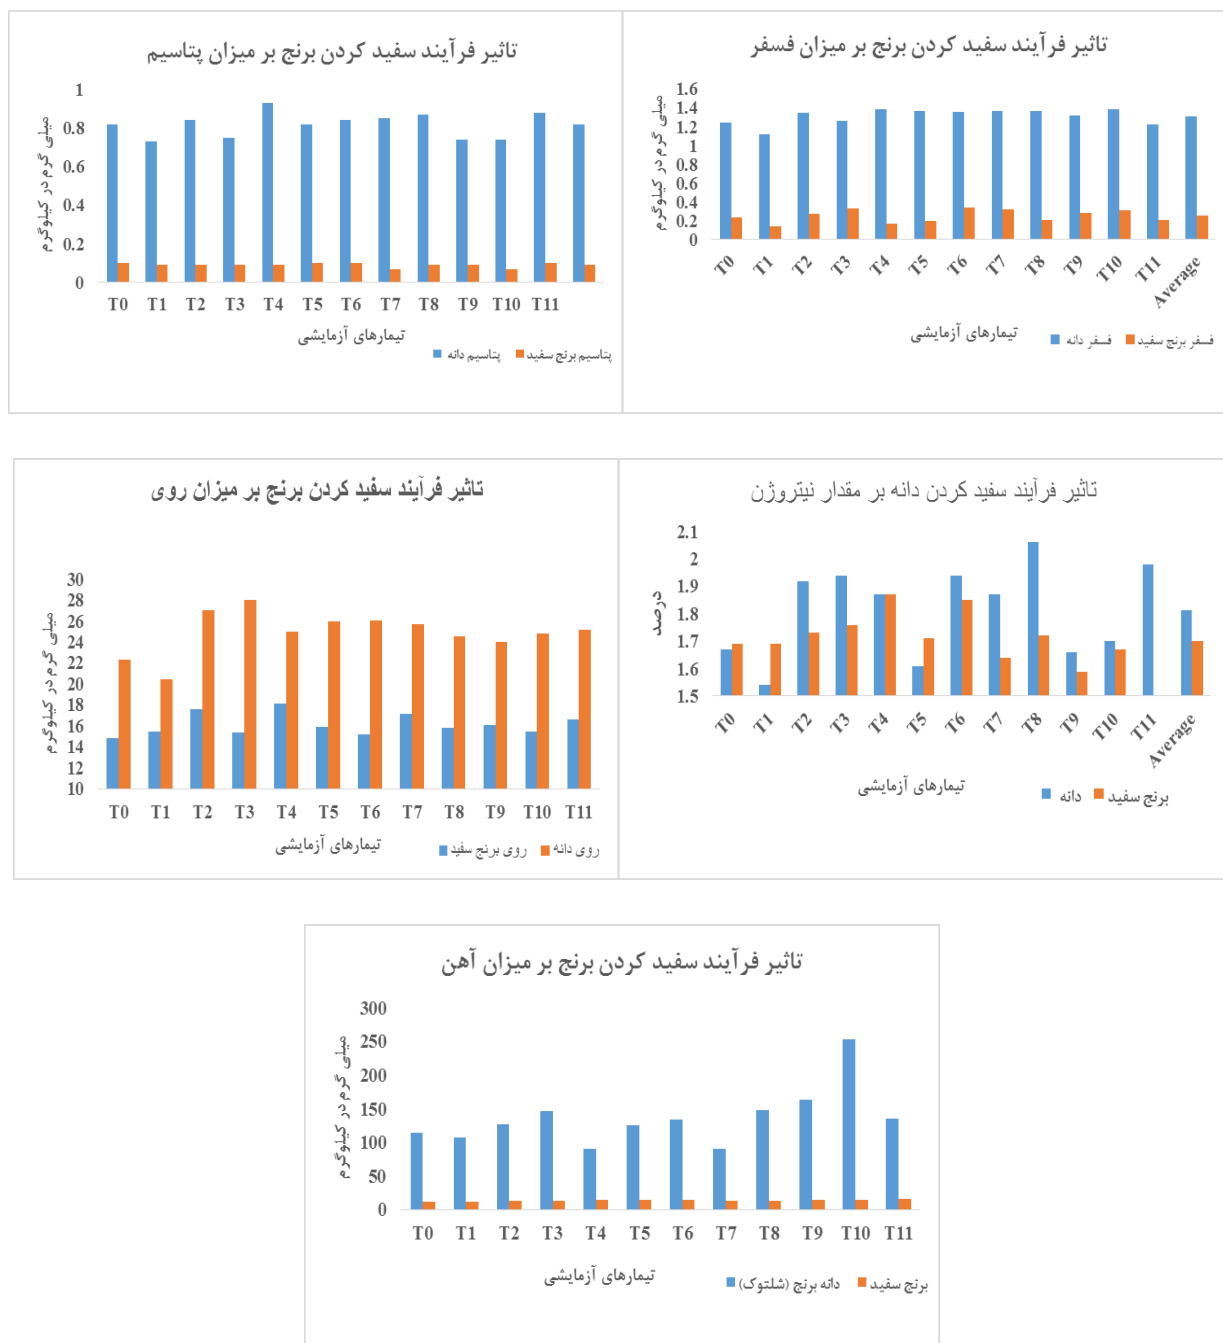 تاثیر فرآیند سفید کردن برنج بر میزان پتاسیم
میلی گرم در کیلوگرم
1
0.8
0.6
0.4
0.2
0
T0 T1 T2 T3 T4 T5 T6 T7 T8 T9 T10 T11
تیمارهای آزمایشی
پتاسیم دانه پتاسیم برنج سفید
تاثیر فرآیند سفید کردن برنج بر میزان فسفر
میلی گرم در کیلوگرم
1.6
1.4
1.2
1
0.8
0.6
0.4
0.2
0
T0 T1 T2 T3 T4 T5 T6 T7 T8 T9 T10 T11 Average
تیمارهای آزمایشی
فسفر دانه فسفر برنج سفید
تاثیر فرآیند سفید کردن برنج بر میزان روی
میلی گرم در کیلوگرم
30
28
26
24
22
20
18
16
14
12
10
T0 T1 T2 T3 T4 T5 T6 T7 T8 T9 T10 T11
تیمارهای آزمایشی
روی برنج سفید روی دانه
تاثیر فرآیند سفید کردن دانه بر مقدار نیتروژن
درصد
2.1
2
1.9
1.8
1.7
1.6
1.5
T0 T1 T2 T3 T4 T5 T6 T7 T8 T9 T10 T11 Average
تیمارهای آزمایشی
دانه برنج سفید
تاثیر فرآیند سفید کردن برنج بر میزان آهن
میلی گرم در کیلوگرم
300
250
200
150
100
50
0
T0 T1 T2 T3 T4 T5 T6 T7 T8 T9 T10 T11
تیمارهای آزمایشی
دانه برنج (شلتوک) برنج سفید